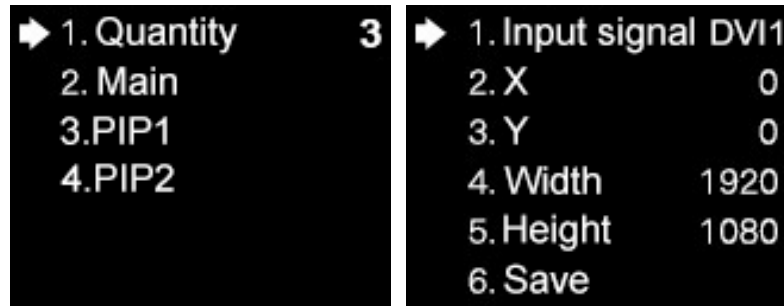 1. Quantity 3
2. Main
3.PIP1
4.PIP2
1. Input signal DVI1
2. X 0
3. Y 0
4. Width 1920
5. Height 1080
6. Save